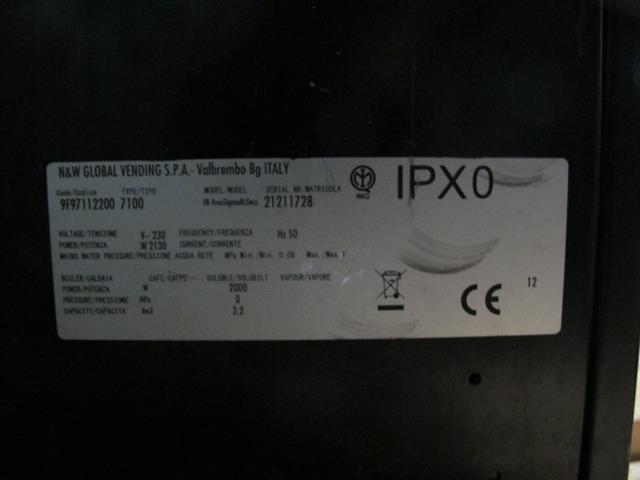 N&W GLOBAL VENDING S.P.A.- Valbrembo Bg ITALY
Code/Codice TYPE/TIPO MODEL/MODEL SERIAL NR/MATRICOLA
9F97112200 7100 21211728
IMQ
IPX0
VOLTAGE/TENSIONE V~ 230 FREQUENCY/FREQUENZA Hz 50
POWER/POTENZA W 2130 CURRENT/CORRENTE
MAINS WATER PRESSURE/PRESSIONE ACQUA RETE MPa Min./Min. 0.08 Max./Max. 1
BOILER/CALDAIA CAFE/CAFFE' SOLUBLE/SOLUBILI VAPOUR/VAPORE
POWER/POTENZA W 2000
PRESSURE/PRESSIONE MPa 0
CAPACITY/CAPACITA' dm3 3.2
CE
12